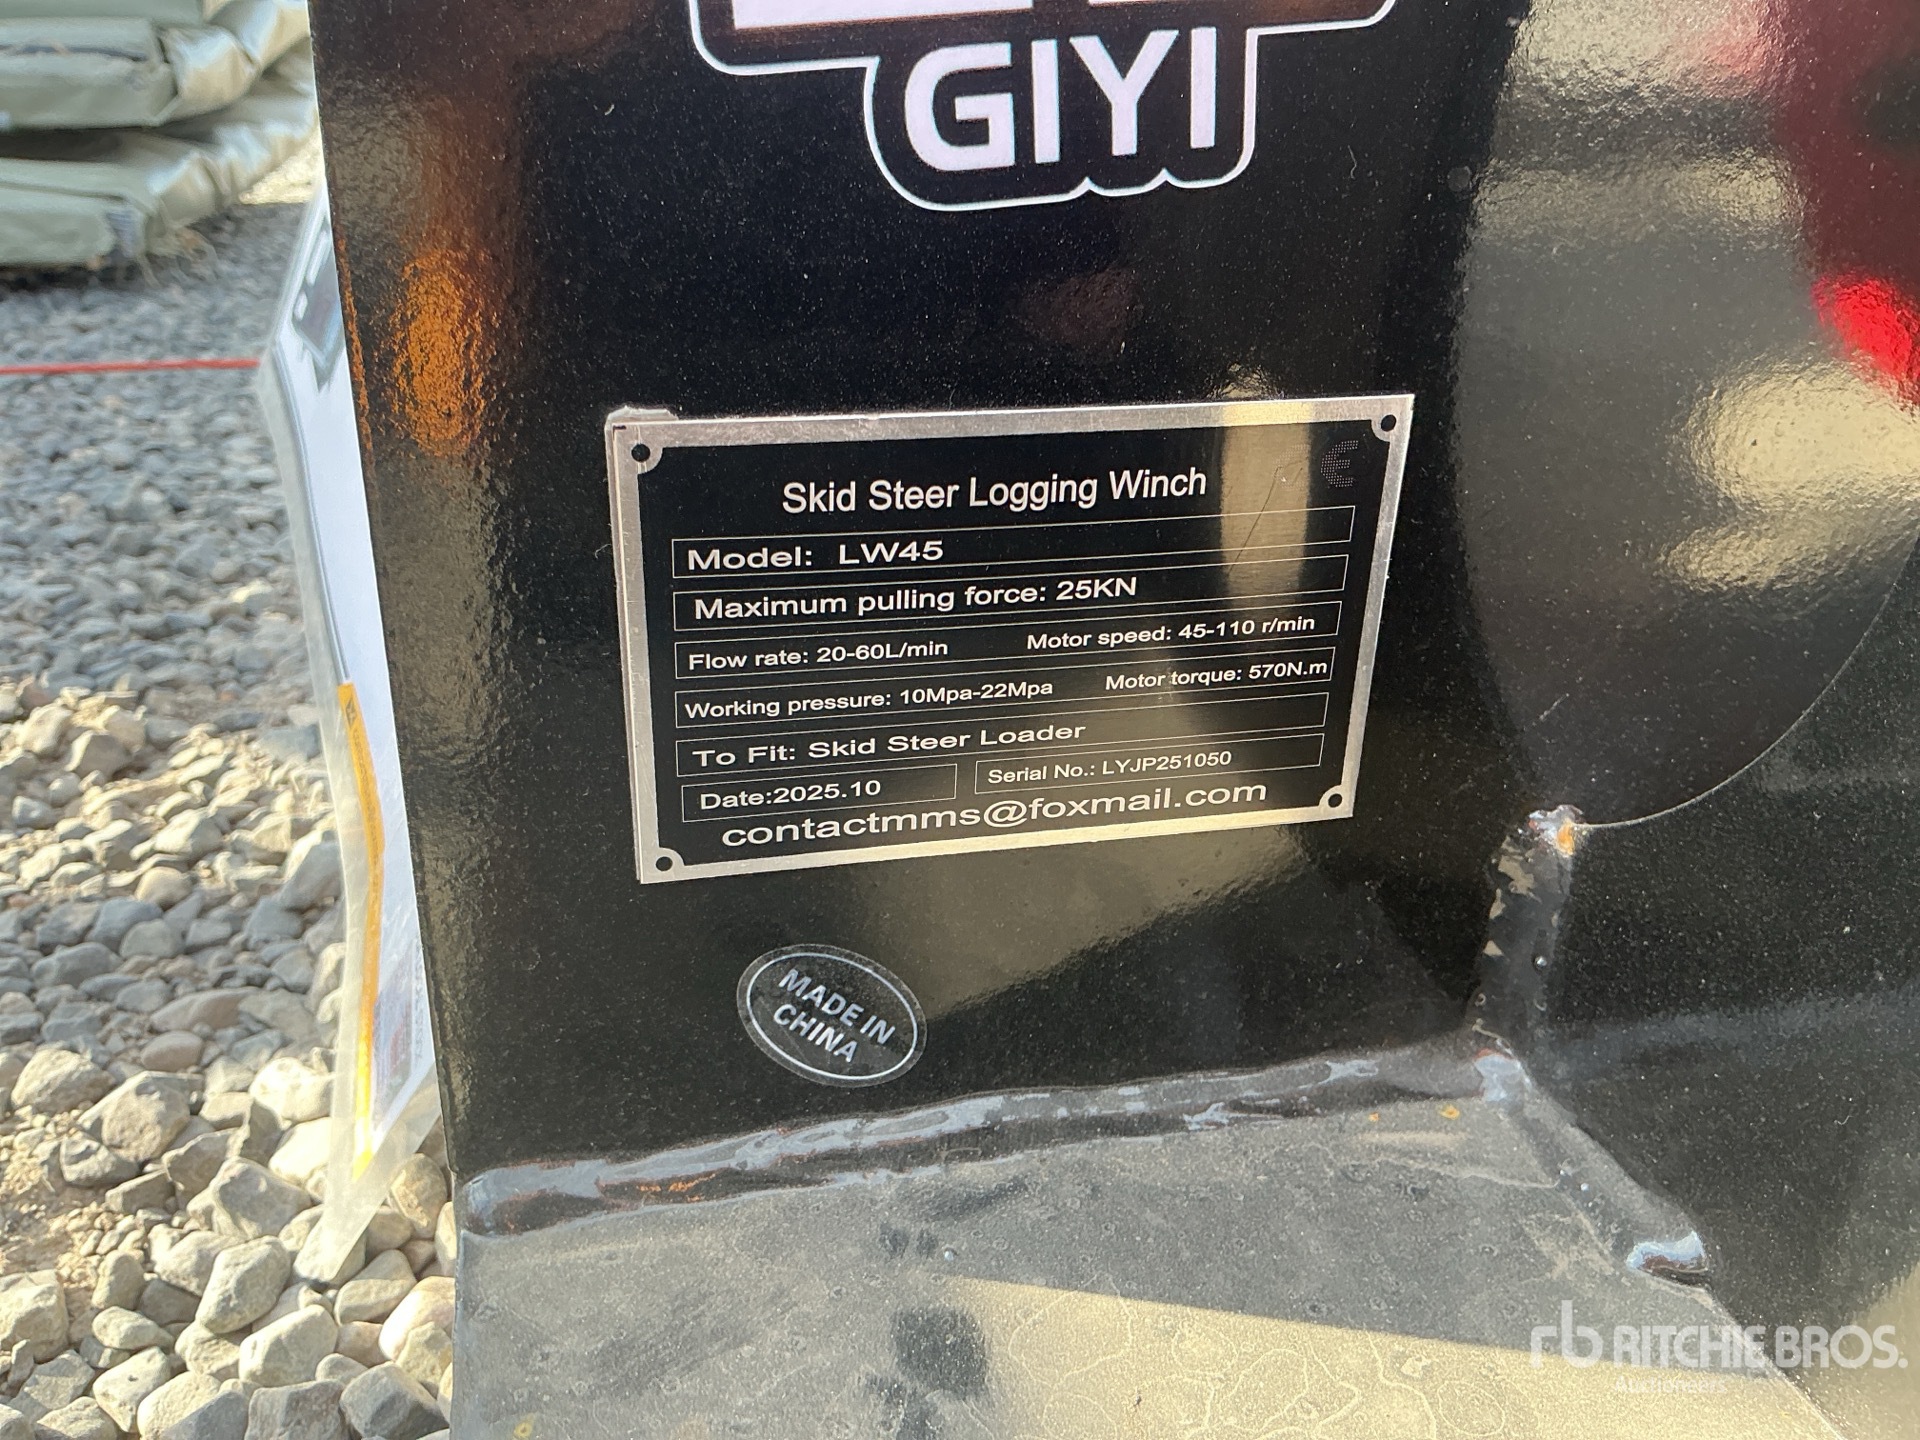 GIYI
Skid Steer Logging Winch
Model: LW45
Maximum pulling force: 25KN
Flow rate: 20-60L/min Motor speed: 45-110 r/min
Working pressure: 10Mpa-22Mpa Motor torque: 570N.m
To Fit: Skid Steer Loader
Date:2025.10 Serial No.: LYJP251050
contactmms@foxmail.com
MADE IN
CHINA
rb RITCHIE BROS.
Auctioneers